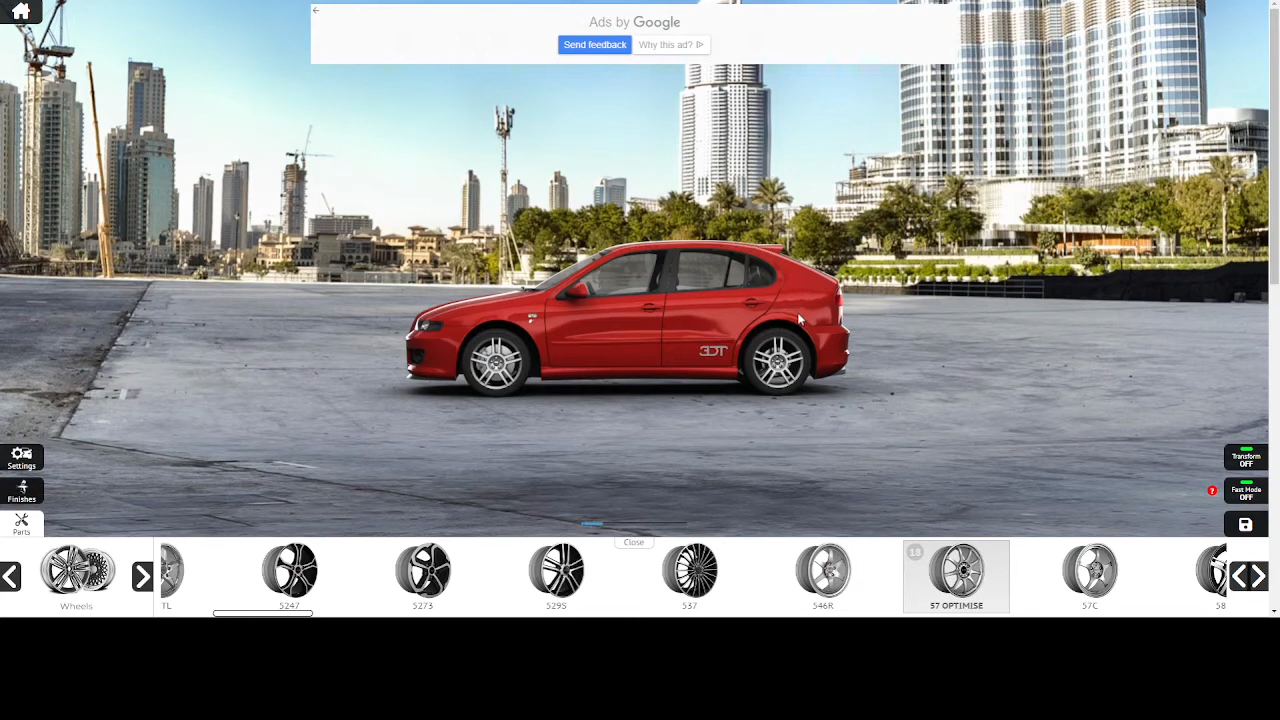 Ads by Google
Send feedback
Why this ad?
3DT
Settings
Finishes
Parts
Transform
OFF
?
Fast Mode
OFF
Close
Wheels
TL
5247
5273
5295
537
546R
18
57 OPTIMISE
57C
58